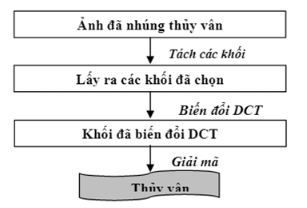 Ảnh đã nhúng thủy vân
Tách các khối
Lấy ra các khối đã chọn
Biến đổi DCT
Khối đã biến đổi DCT
Giải mã
Thủy vân